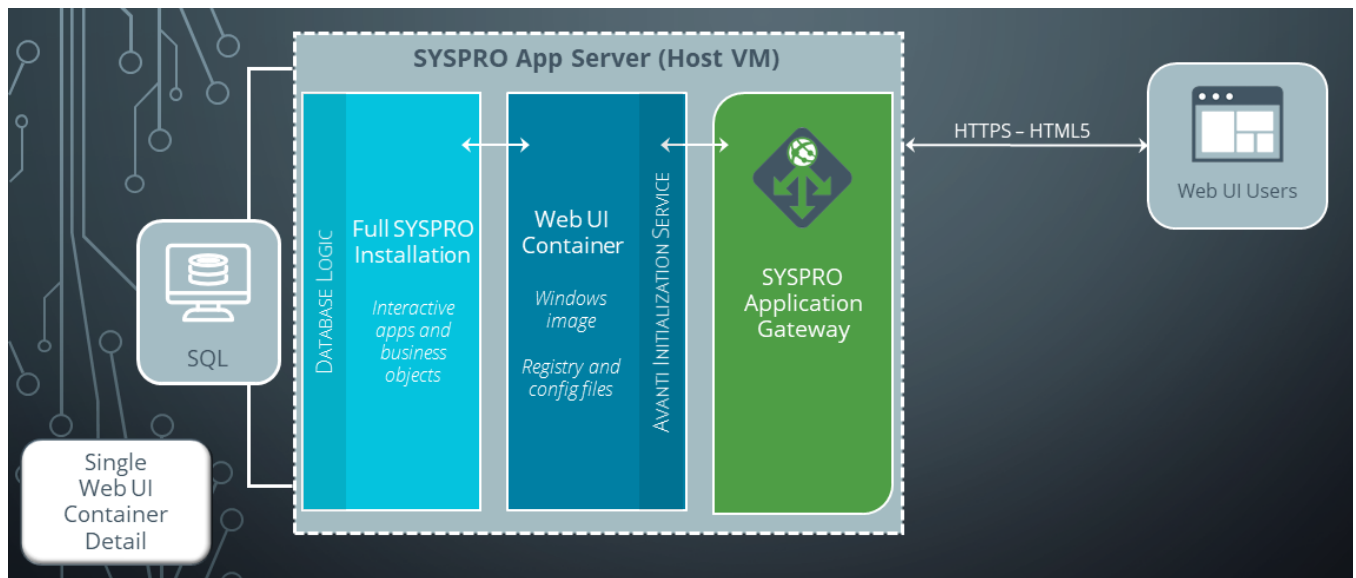 SYSPRO App Server (Host VM)
SQL
DATABASE LOGIC
Full SYSPRO
Installation
Interactive
apps and
business
objects
Web UI
Container
Windows
image
Registry and
config files
AVANTI INITIALIZATION SERVICE
SYSPRO
Application
Gateway
HTTPS – HTML5
Web UI Users
Single
Web UI
Container
Detail